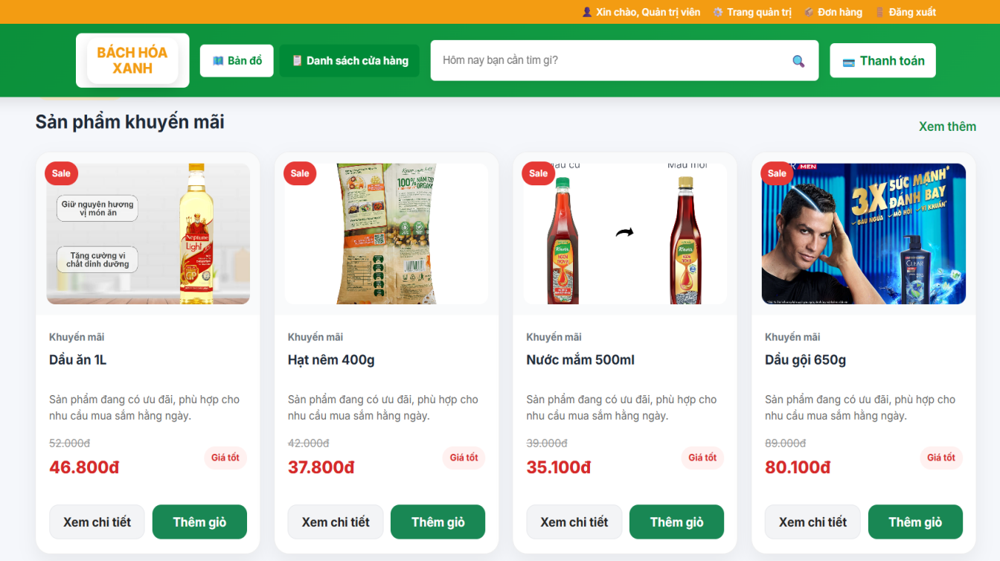 Xin chào, Quản trị viên Trang quản trị Đơn hàng Đăng xuất
BÁCH HÓA
XANH
Bản đồ Danh sách cửa hàng Hôm nay bạn cần tìm gì? Thanh toán
Sản phẩm khuyến mãi
Xem thêm
Sale
Giữ nguyên hương
vị món ăn
Tăng cường vi
chất dinh dưỡng
Neptune
Light
Khuyến mãi
Dầu ăn 1L
Sản phẩm đang có ưu đãi, phù hợp cho
nhu cầu mua sắm hằng ngày.
52.000đ
46.800đ
Giá tốt
Xem chi tiết Thêm giỏ
Sale
100%
Khuyến mãi
Hạt nêm 400g
Sản phẩm đang có ưu đãi, phù hợp cho
nhu cầu mua sắm hằng ngày.
42.000đ
37.800đ
Giá tốt
Xem chi tiết Thêm giỏ
Sale
Knorr
Knorr
Khuyến mãi
Nước mắm 500ml
Sản phẩm đang có ưu đãi, phù hợp cho
nhu cầu mua sắm hằng ngày.
39.000đ
35.100đ
Giá tốt
Xem chi tiết Thêm giỏ
Sale
MEN
3X SỨC MẠNH*
ĐÁNH BAY
GÀU NGỨA MỒ HÔI VI KHUẨN*
CLEAR
Khuyến mãi
Dầu gội 650g
Sản phẩm đang có ưu đãi, phù hợp cho
nhu cầu mua sắm hằng ngày.
89.000đ
80.100đ
Giá tốt
Xem chi tiết Thêm giỏ